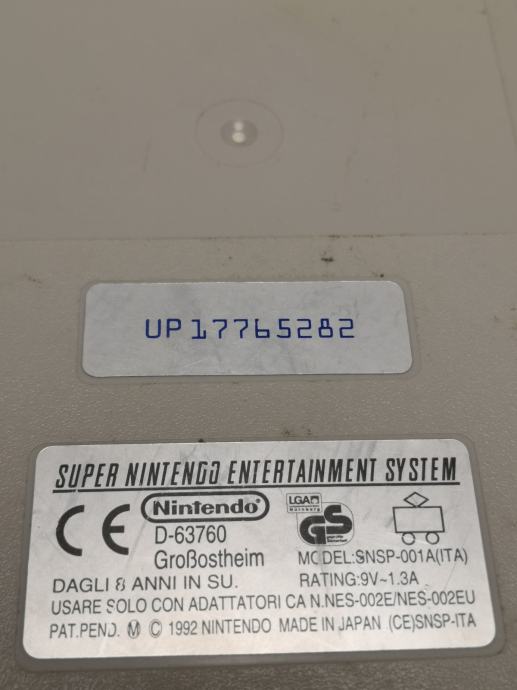 UP17765282
SUPER NINTENDO ENTERTAINMENT SYSTEM
CE
Nintendo®
D-63760
Großostheim
LGA
Nürnberg
GS
MODEL:SNSP-001A(ITA)
DAGLI 8 ANNI IN SU.
RATING:9V~1.3A
USARE SOLO CON ADATTATORI CA N.NES-002E/NES-002EU
PAT.PEND. Ⓜ © 1992 NINTENDO MADE IN JAPAN (CE)SNSP-ITA